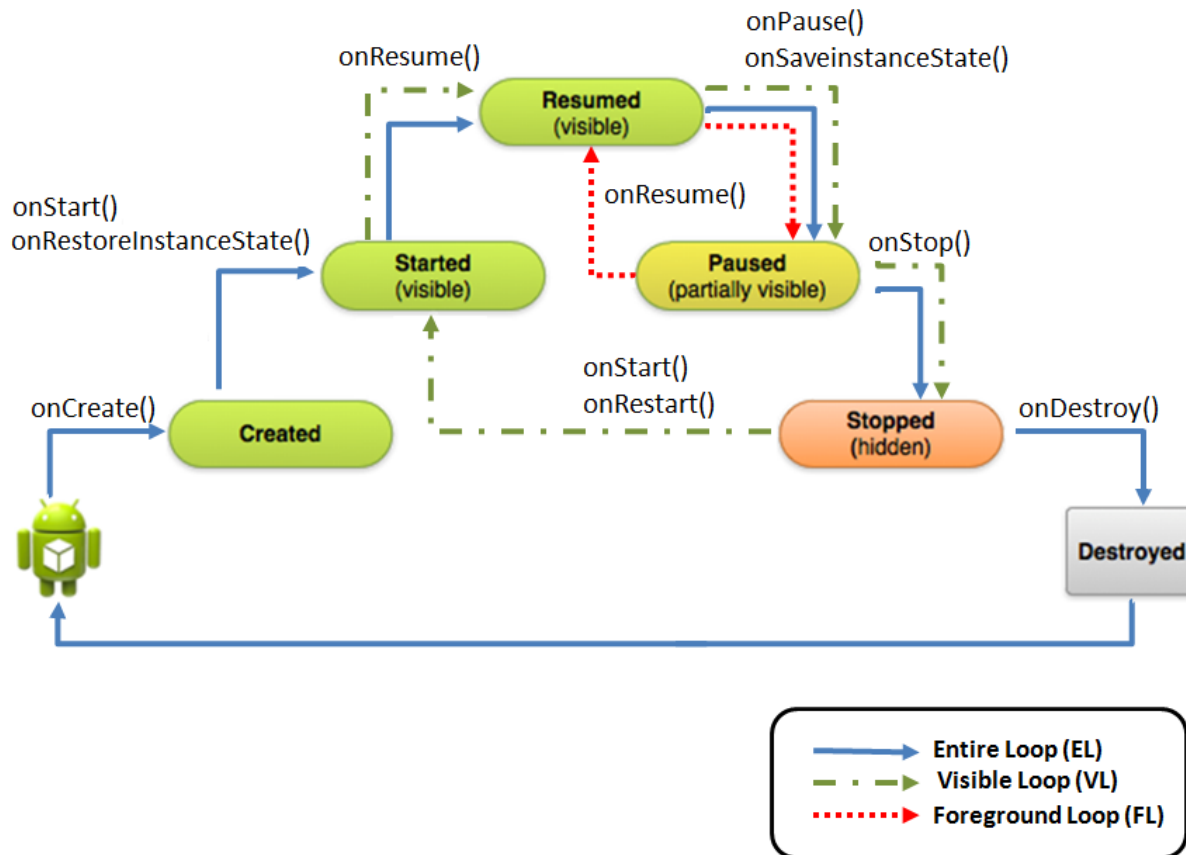 onPause()
onSaveinstanceState()
onResume()
Resumed
(visible)
onResume()
onStart()
onRestoreInstanceState()
Started
(visible)
Paused
(partially visible)
onStop()
onStart()
onRestart()
onCreate()
Created
Stopped
(hidden)
onDestroy()
Destroyed
Entire Loop (EL)
Visible Loop (VL)
Foreground Loop (FL)